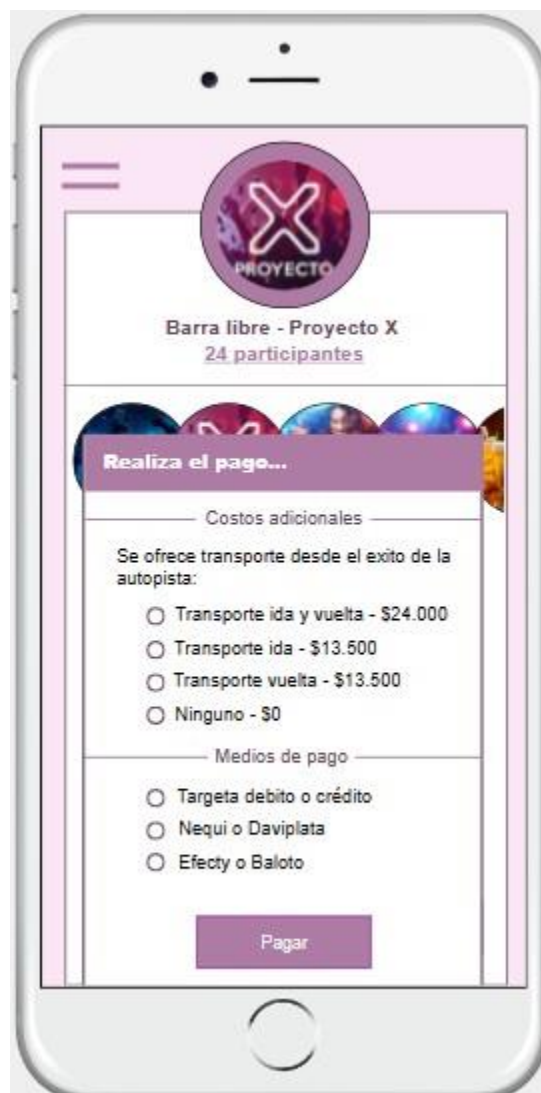 X
PROYECTO
Barra libre - Proyecto X
24 participantes
Realiza el pago...
Costos adicionales
Se ofrece transporte desde el exito de la
autopista:
Transporte ida y vuelta - $24.000
Transporte ida - $13.500
Transporte vuelta - $13.500
Ninguno - $0
Medios de pago
Targeta debito o crédito
Nequi o Daviplata
Efecty o Baloto
Pagar